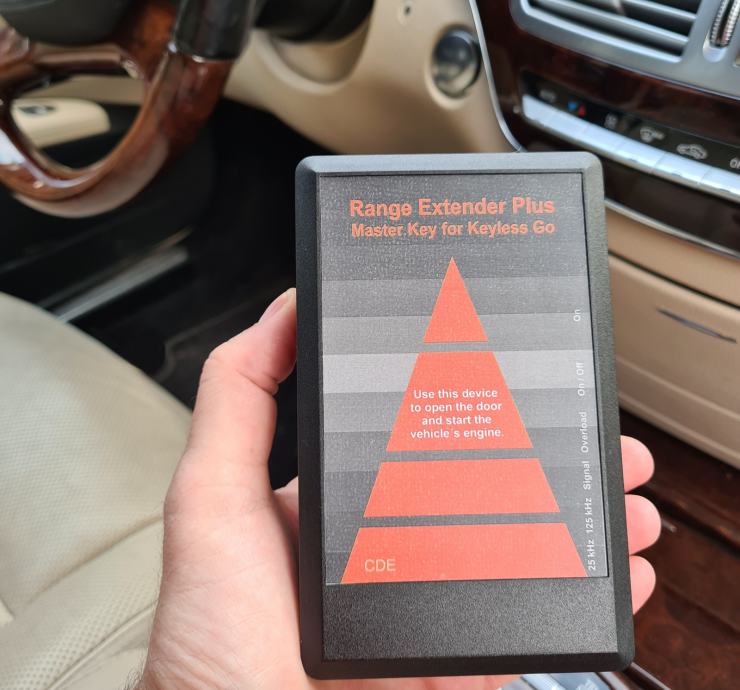 Range Extender Plus
Master Key for Keyless Go
Use this device
to open the door
and start the
vehicle´s engine.
CDE
25 kHz 125 kHz Signal Overload On / Off On